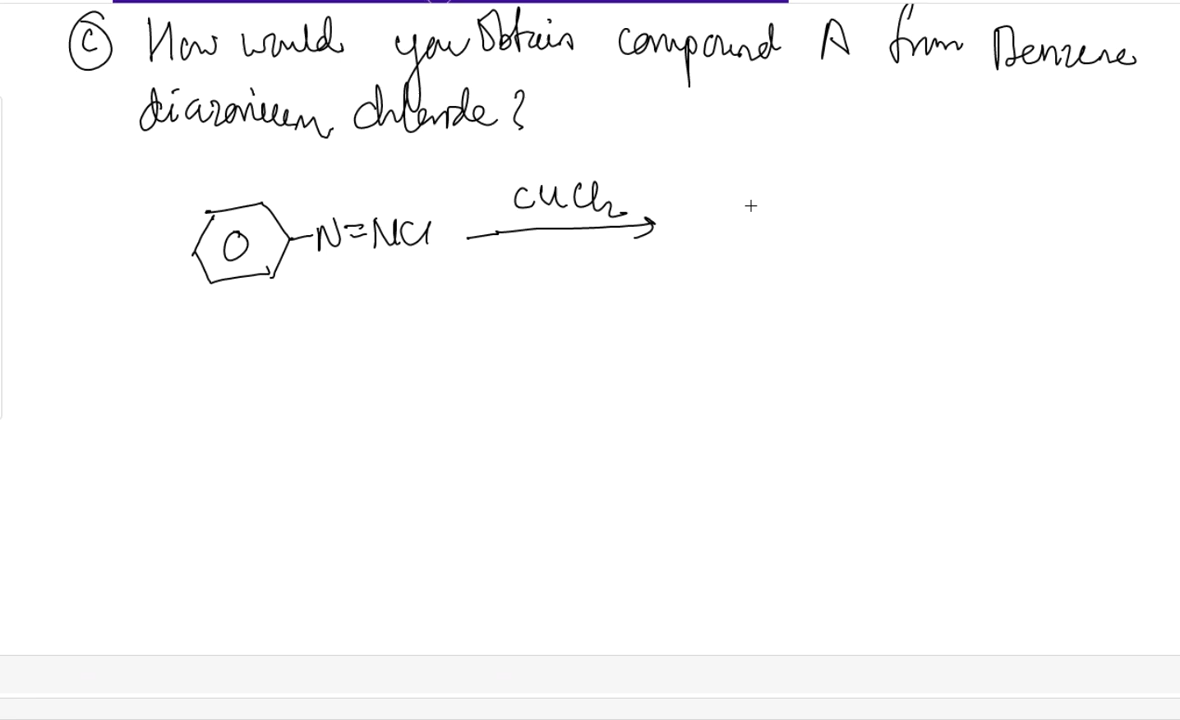 Ⓒ How would you Obtain compound A from Benzene
diazonium chloride?
CuCl₂
N=NCl